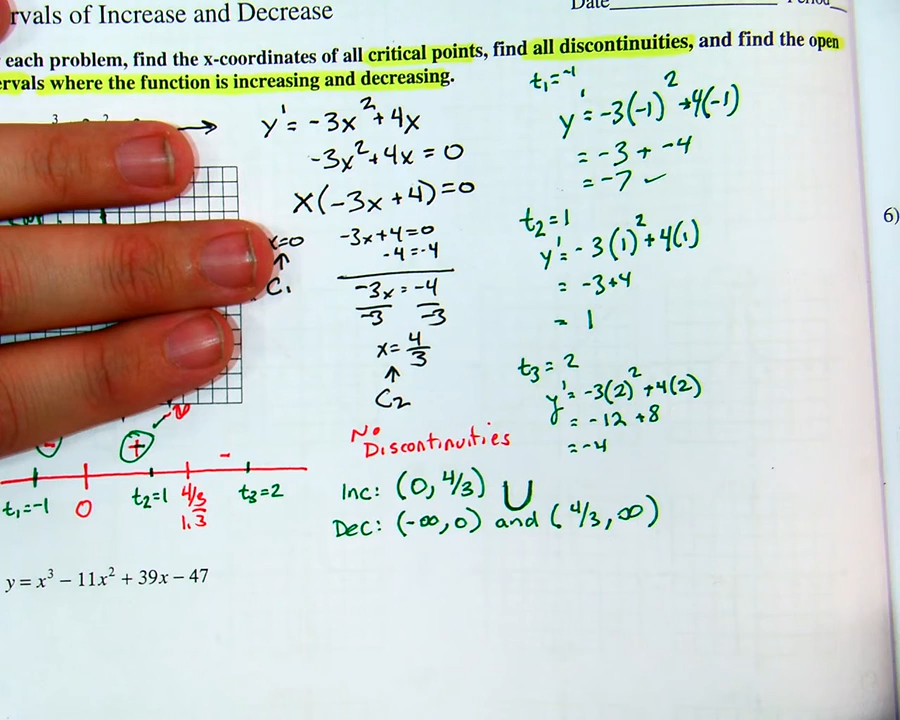 rvals of Increase and Decrease
Date
Period
each problem, find the x-coordinates of all critical points, find all discontinuities, and find the open
ervals where the function is increasing and decreasing.
y' = -3x² + 4x
-3x² + 4x = 0
x(-3x + 4) = 0
x=0
↑
C₁
-3x + 4 = 0
-4 = -4
-3x = -4
-3 -3
x = 4/3
↑
C₂
t₁ = -1
y' = -3(-1)² + 4(-1)
= -3 + -4
= -7 ✓
t₂ = 1
y' = -3(1)² + 4(1)
= -3+4
= 1
t₃ = 2
y' = -3(2)² + 4(2)
= -12 + 8
= -4
No
Discontinuities
Inc: (0, 4/3) U
Dec: (-∞, 0) and (4/3, ∞)
- + -
t₁=-1 0 t₂=1 4/3 t₃=2
1.3
y = x³ − 11x² + 39x − 47
6)